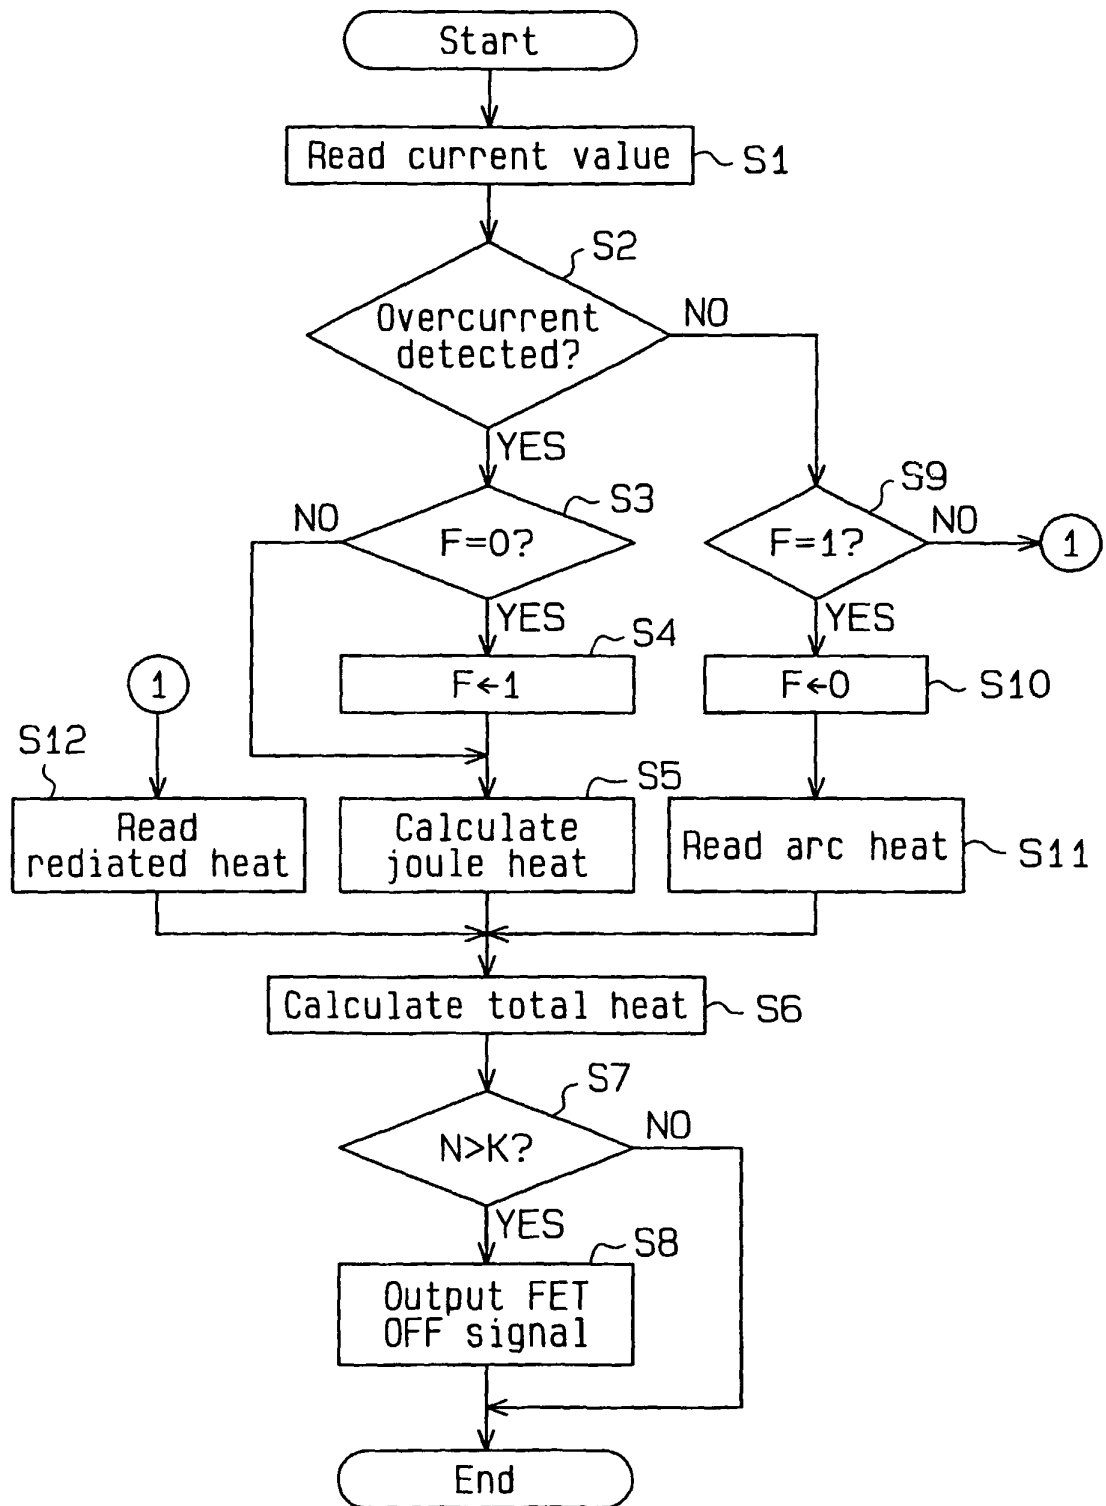 Start
Read current value
S1
S2
Overcurrent
detected?
NO
YES
S3
NO
F=0?
YES
S9
F=1?
NO
1
YES
S4
F←1
F←0
S10
1
S12
Read
rediated heat
S5
Calculate
joule heat
Read arc heat
S11
Calculate total heat
S6
S7
N>K?
NO
YES
S8
Output FET
OFF signal
End